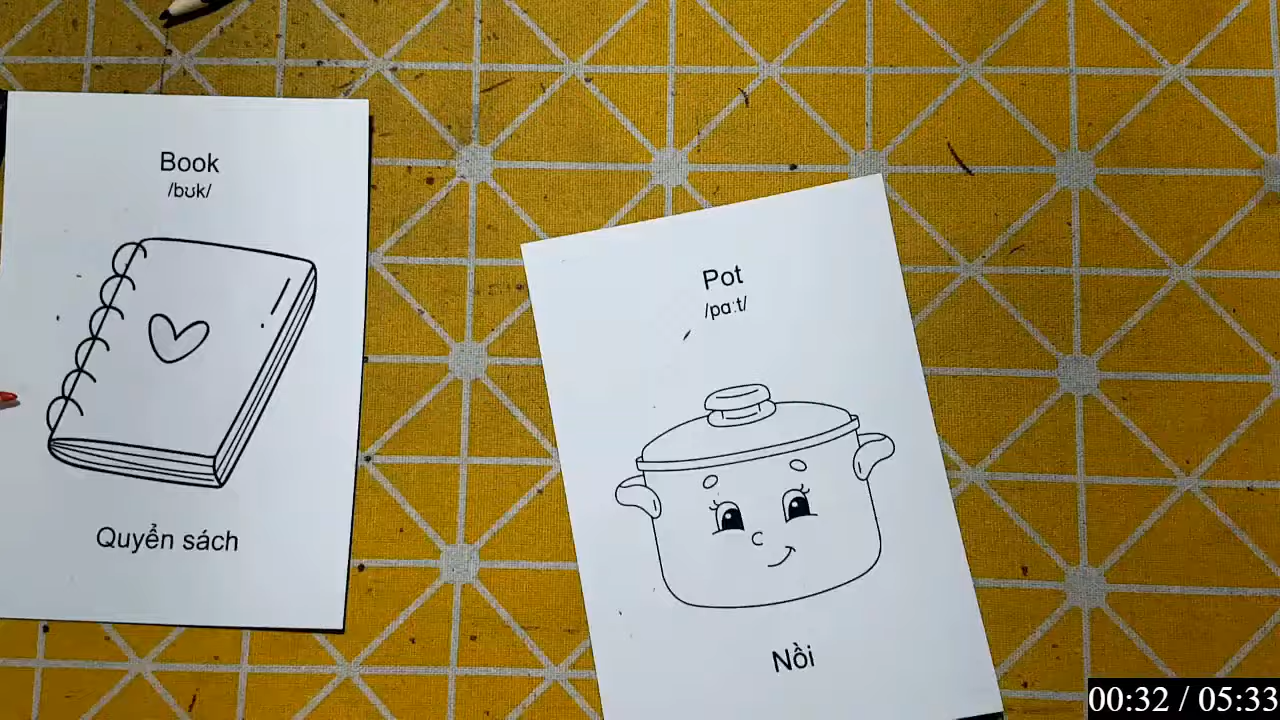 Book
/bʊk/
Quyển sách
Pot
/pɑːt/
Nồi
00:32 / 05:33